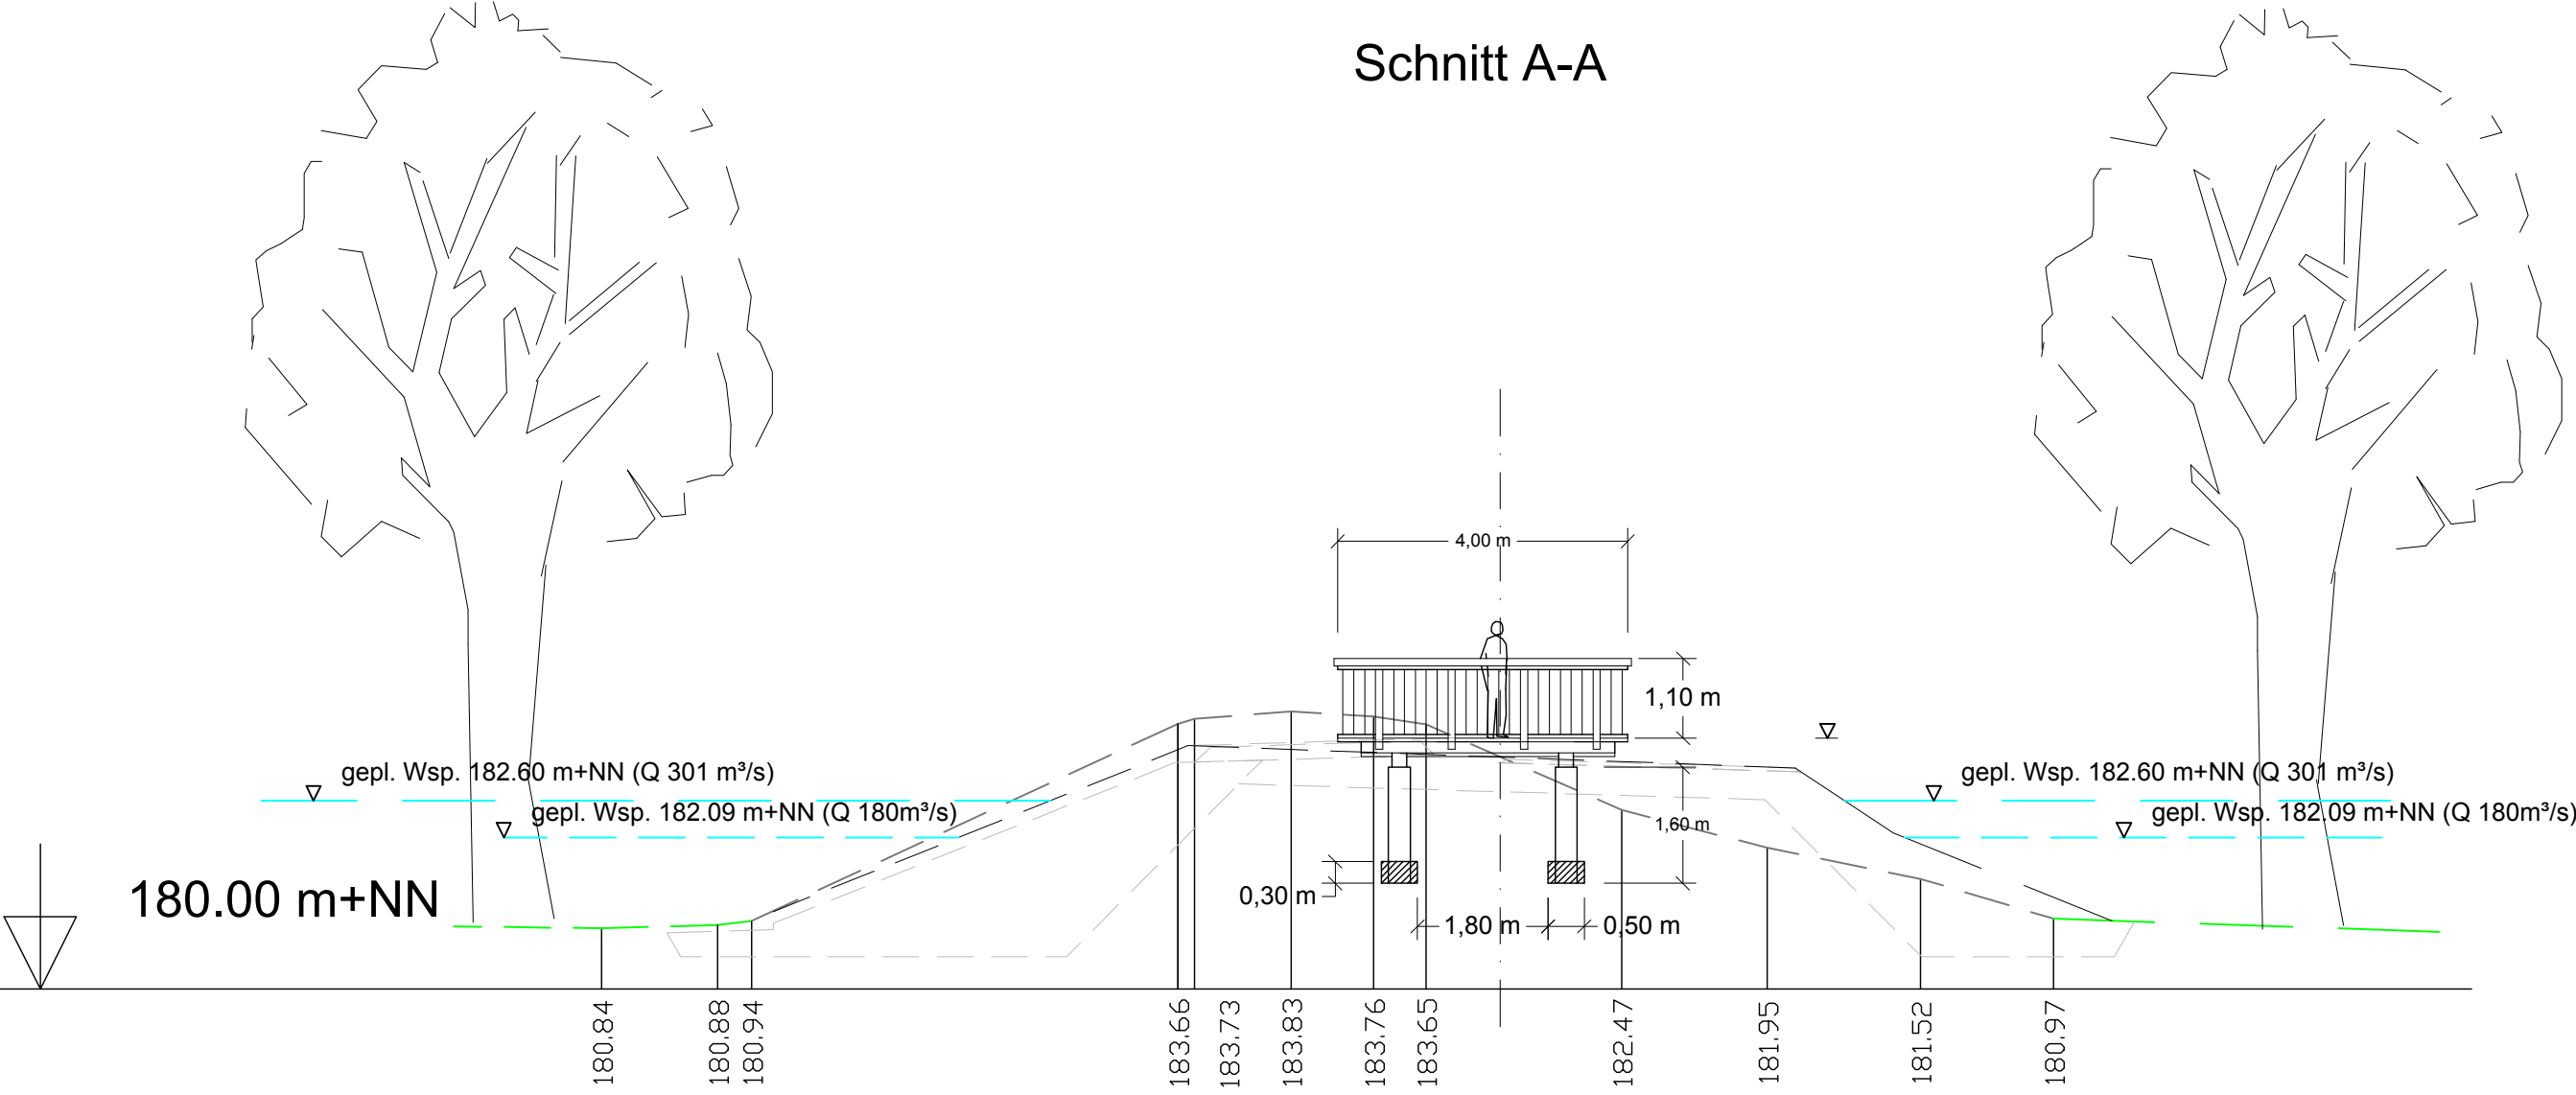 Schnitt A-A
4,00 m
1,10 m
gepl. Wsp. 182.60 m+NN (Q 301 m³/s)
gepl. Wsp. 182.60 m+NN (Q 301 m³/s)
gepl. Wsp. 182.09 m+NN (Q 180m³/s)
gepl. Wsp. 182.09 m+NN (Q 180m³/s)
1,60 m
180.00 m+NN
0,30 m
1,80 m
0,50 m
180.84
180.88
180.94
183.66
183.73
183.83
183.76
183.65
182.47
181.95
181.52
180.97